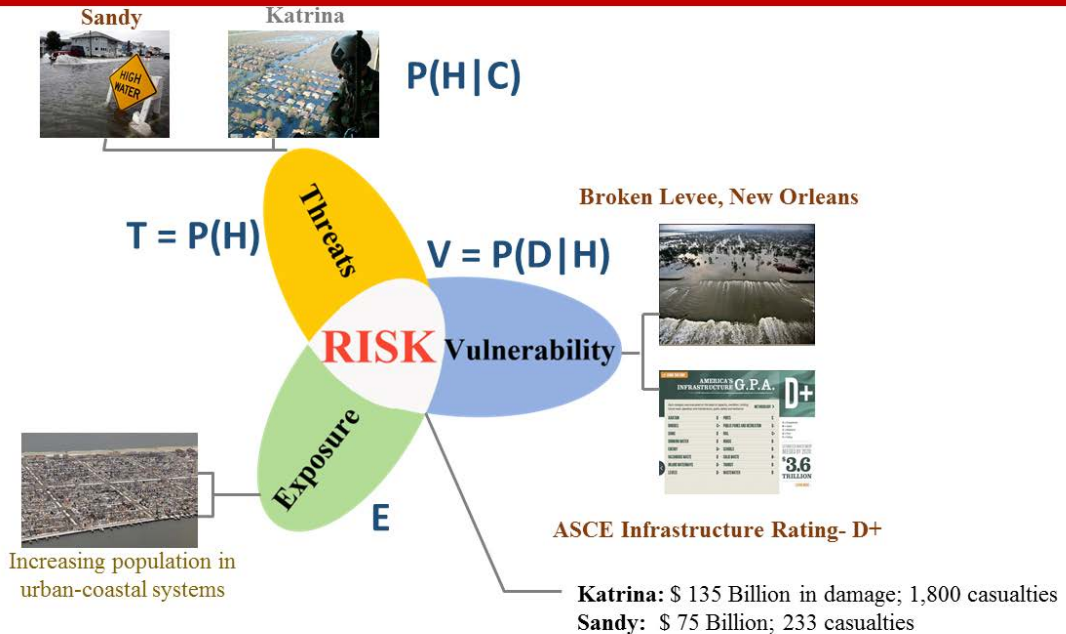 Sandy
Katrina
HIGH
WATER
P(H|C)
Threats
T = P(H)
V = P(D|H)
Broken Levee, New Orleans
RISK
Vulnerability
AMERICA'S
INFRASTRUCTURE G.P.A.
D+
$3.6
TRILLION
Exposure
E
Increasing population in
urban-coastal systems
ASCE Infrastructure Rating- D+
Katrina: $ 135 Billion in damage; 1,800 casualties
Sandy: $ 75 Billion; 233 casualties